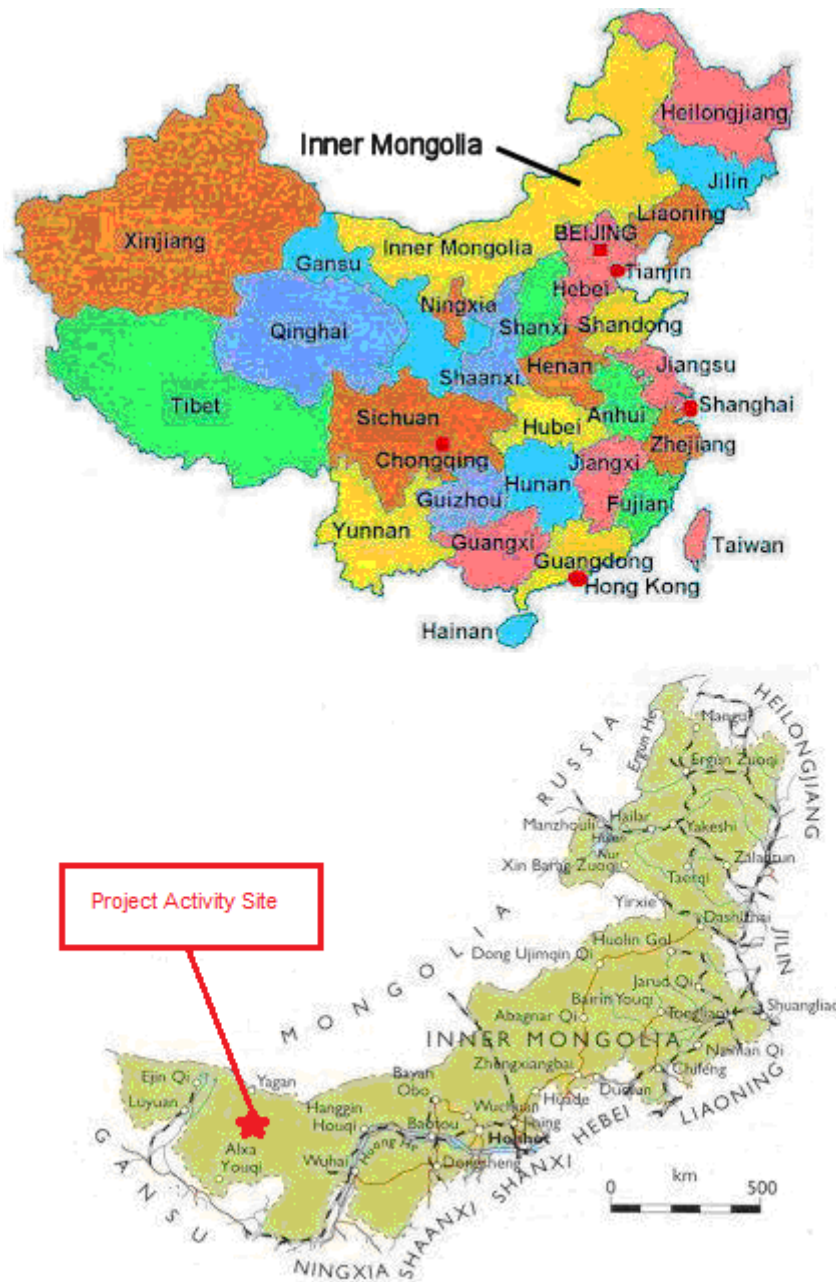 Heilongjiang
Inner Mongolia
Jilin
Liaoning
Xinjiang
Inner Mongolia
BEIJING
Gansu
Tianjin
Hebei
Ningxia
Qinghai
Shanxi
Shandong
Henan
Jiangsu
Shaanxi
Tibet
Sichuan
Anhui
Shanghai
Hubei
Zhejiang
Chongqing
Jiangxi
Hunan
Guizhou
Fujian
Yunnan
Guangxi
Taiwan
Guangdong
Hong Kong
Hainan
HEILONGJIANG
RUSSIA
Ergun He
Ergun Zuoqi
Hailar
Manzhouli
Yakeshi
Xin Barag Zuoqi
Nur
Zalantun
Project Activity Site
Yirxie
JILIN
MONGOLIA
Huolin Gol
Dong Ujimqin Qi
Jarud Qi
Bairin Youqi
Abagnar Qi
Tongliao
Shuangliao
INNER MONGOLIA
Naiman Qi
Zhengxiangbai
Chifeng
Ejin Qi
Yagan
Bayan
Obo
Duolun
Luyuan
Huade
LIAONING
Hanggin
Houqi
Wuchuan
Baotou
Jining
HEBEI
Alxa
Youqi
Hohhot
Wuhai
Huang He
Dongsheng
SHANXI
GANSU
SHAANXI
km
0 500
NINGXIA